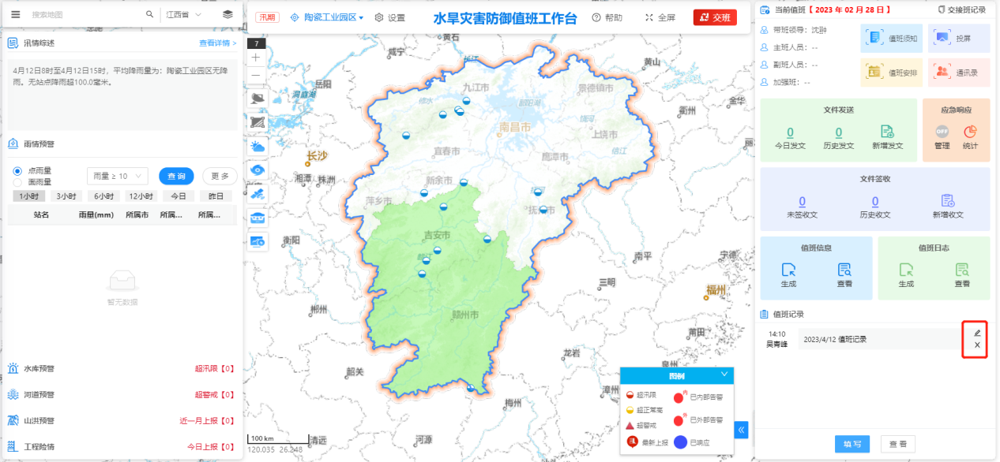 搜索地图
江西省
汛期
陶瓷工业园区
设置
水旱灾害防御值班工作台
帮助
全屏
交班
当前值班【 2023 年 02 月 28 日 】
交接班记录
汛情综述
查看详情 >
4月12日8时至4月12日15时，平均降雨量为：陶瓷工业园区无降
雨。无站点降雨超100.0毫米。
雨情预警
点雨量
面雨量
雨量 ≥ 10
查 询
更 多
1小时
3小时
6小时
12小时
今日
昨日
站名
雨量(mm)
所属市
所属...
所属...
暂无数据
水库预警
超汛限【0】
河道预警
超警戒【0】
山洪预警
近一月上报【0】
工程险情
今日上报【0】
7
咸宁
黄石
长江
黄山
岳阳
洞庭湖
九江市
修水
鄱阳湖
景德镇市
衢州
金华
南昌市
上饶市
信江
长沙
宜春市
鹰潭市
湘潭
株洲
新余市
萍乡市
抚州市
衡阳
吉安市
南平
宁德
三明
福州
郴州
赣州市
莆田
龙岩
泉州
韶关
漳州
梅州
河源
清远
100 km
120.035 26.248
图例
超汛限
已内部告警
超正常高
已外部告警
超警戒
最新上报
已响应
带班领导：沈翀
主班人员：--
副班人员：--
加强班：--
值班须知
投屏
值班安排
通讯录
文件发送
0
今日发文
0
历史发文
新增发文
应急响应
OFF
管理
统计
文件签收
0
未签收文
0
历史收文
新增收文
值班信息
生成
查看
值班日志
生成
查看
值班记录
14:10
吴青峰
2023/4/12 值班记录
填 写
查 看